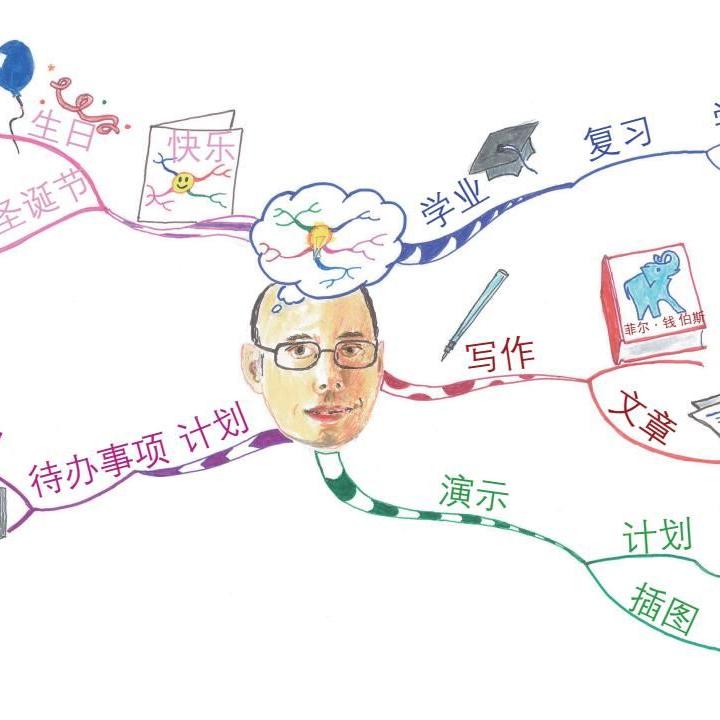 生日
圣诞节
快乐
学业
复习
写作
菲尔·钱伯斯
文章
待办事项 计划
演示
计划
插图